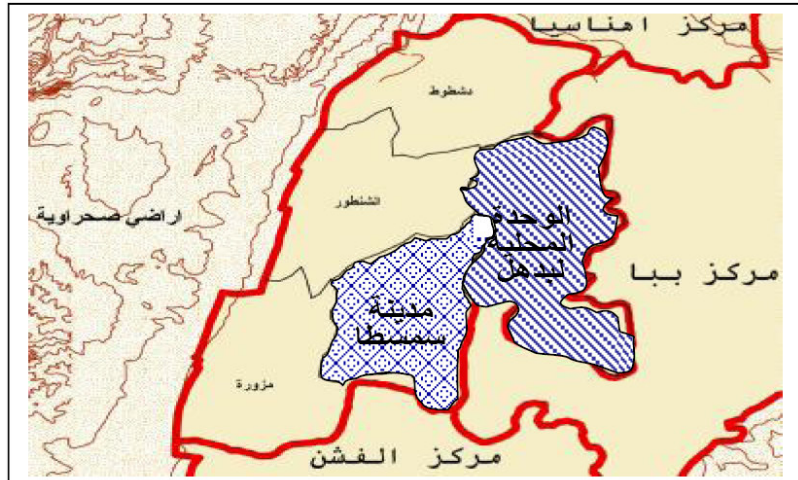 مركز اهناسيا
دشطوط
الشنطور
اراضي صحراوية
الوحدة
المحلية
لبدهل
مركز ببا
مدينة
سمسطا
مزورة
مركز الفشن